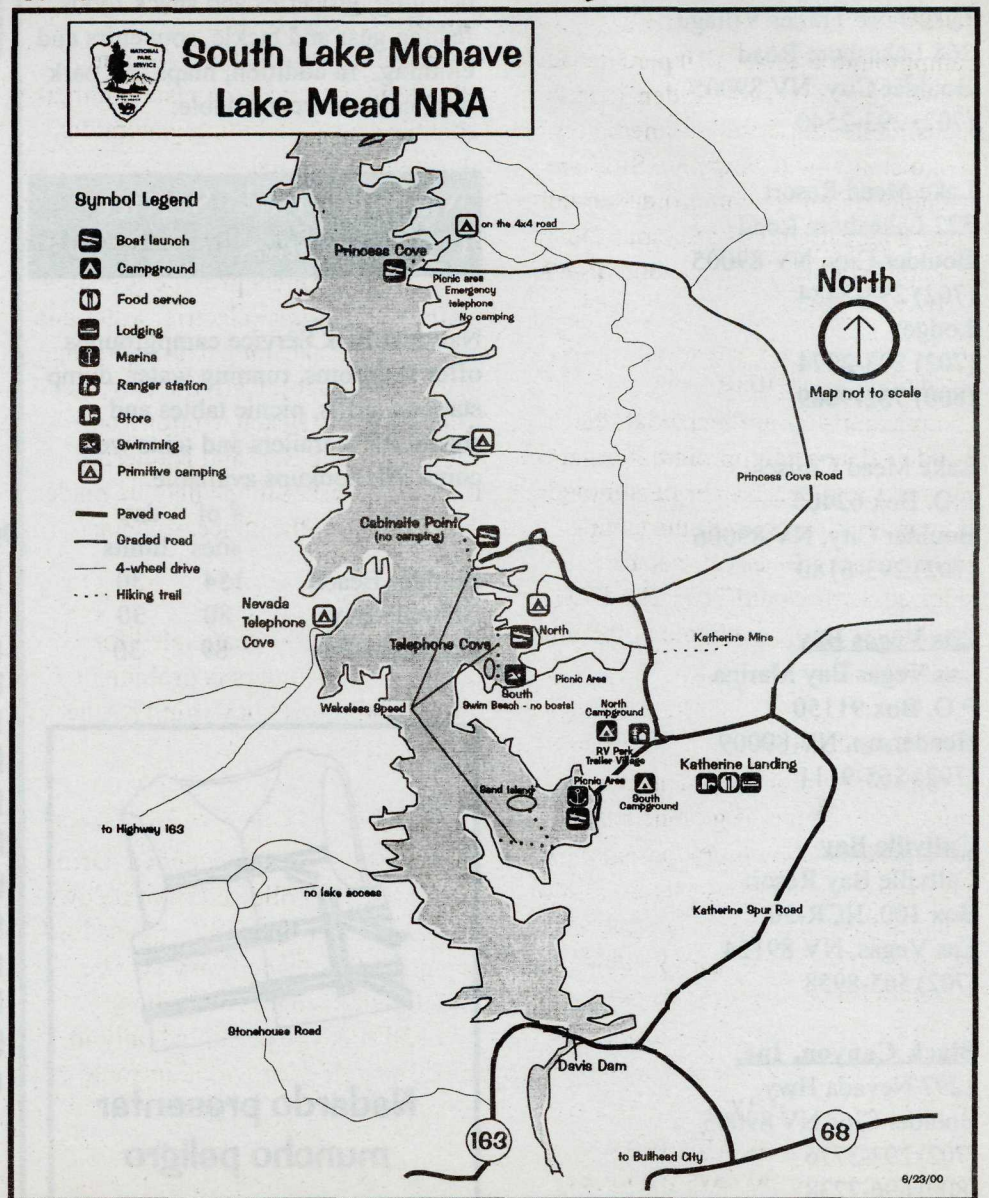 NATIONAL
PARK
SERVICE
South Lake Mohave
Lake Mead NRA
Symbol Legend
Boat launch
Campground
Food service
Lodging
Marina
Ranger station
Store
Swimming
Primitive camping
Paved road
Graded road
4-wheel drive
Hiking trail
on the 4x4 road
Princess Cove
Picnic area
Emergency
telephone
No camping
North
Map not to scale
Princess Cove Road
Cabinsite Point
(no camping)
Nevada
Telephone
Cove
North
Telephone Cove
Katherine Mine
Picnic Area
South
Swim Beach - no boats!
Wakeless Speed
North
Campground
RV Park
Trailer Village
Katherine Landing
Picnic Area
Sand Island
South
Campground
to Highway 163
no lake access
Katherine Spur Road
Stonehouse Road
Davis Dam
163
68
to Bullhead City
6/23/00